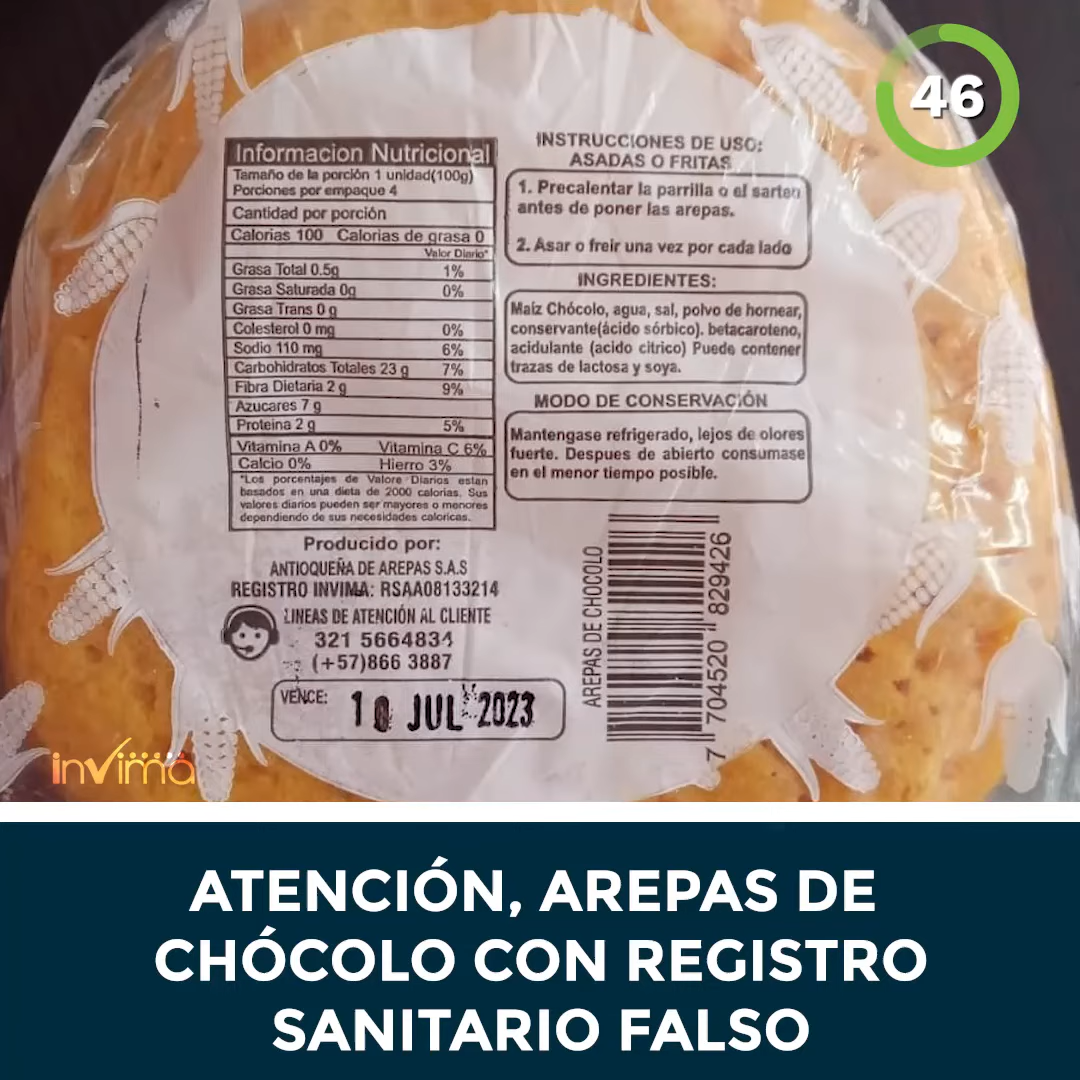 46
Informacion Nutricional
Tamaño de la porción 1 unidad(100g)
Porciones por empaque 4
Cantidad por porción
Calorias 100 Calorias de grasa 0
Valor Diario*
Grasa Total 0.5g 1%
Grasa Saturada 0g 0%
Grasa Trans 0 g
Colesterol 0 mg 0%
Sodio 110 mg 6%
Carbohidratos Totales 23 g 7%
Fibra Dietaria 2 g 9%
Azucares 7 g
Proteina 2 g 5%
Vitamina A 0% Vitamina C 6%
Calcio 0% Hierro 3%
*Los porcentajes de Valore Diarios estan
basados en una dieta de 2000 calorias. Sus
valores diarios pueden ser mayores o menores
dependiendo de sus necesidades caloricas.
INSTRUCCIONES DE USO:
ASADAS O FRITAS
1. Precalentar la parrilla o el sarten
antes de poner las arepas.
2. Asar o freir una vez por cada lado
INGREDIENTES:
Maiz Chócolo, agua, sal, polvo de hornear,
conservante(ácido sórbico). betacaroteno,
acidulante (acido citrico) Puede contener
trazas de lactosa y soya.
MODO DE CONSERVACIÓN
Mantengase refrigerado, lejos de olores
fuerte. Despues de abierto consumase
en el menor tiempo posible.
Producido por:
ANTIOQUEÑA DE AREPAS S.A.S
REGISTRO INVIMA: RSAA08133214
LINEAS DE ATENCIÓN AL CLIENTE
321 5664834
(+57)866 3887
VENCE: 10 JUL 2023
AREPAS DE CHOCOLO
7 704520 829426
invima
ATENCIÓN, AREPAS DE
CHÓCOLO CON REGISTRO
SANITARIO FALSO